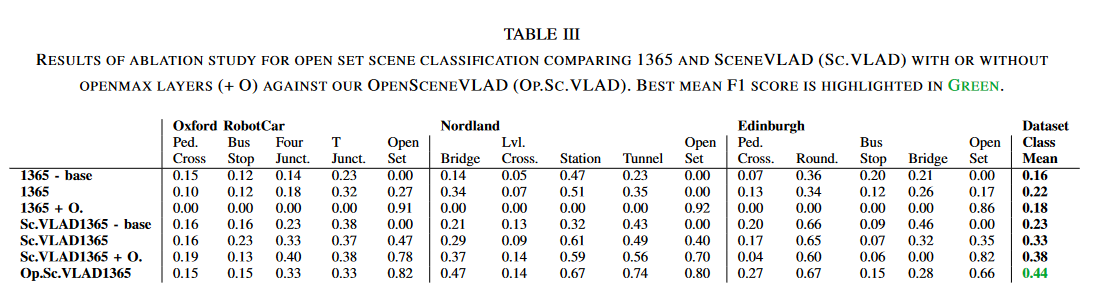 TABLE III
RESULTS OF ABLATION STUDY FOR OPEN SET SCENE CLASSIFICATION COMPARING 1365 AND SCENEVLAD (SC.VLAD) WITH OR WITHOUT
OPENMAX LAYERS (+ O) AGAINST OUR OPENSCENEVLAD (OP.SC.VLAD). BEST MEAN F1 SCORE IS HIGHLIGHTED IN GREEN.
Oxford RobotCar Nordland Edinburgh Dataset
Ped. Bus Four T Open Lvl. Open Ped. Bus Open Class
Cross Stop Junct. Junct. Set Bridge Cross. Station Tunnel Set Cross. Round. Stop Bridge Set Mean
1365 - base 0.15 0.12 0.14 0.23 0.00 0.14 0.05 0.47 0.23 0.00 0.07 0.36 0.20 0.21 0.00 0.16
1365 0.10 0.12 0.18 0.32 0.27 0.34 0.07 0.51 0.35 0.00 0.13 0.34 0.12 0.26 0.17 0.22
1365 + O. 0.00 0.00 0.00 0.00 0.91 0.00 0.00 0.00 0.00 0.92 0.00 0.00 0.00 0.00 0.86 0.18
Sc.VLAD1365 - base 0.16 0.16 0.23 0.38 0.00 0.21 0.13 0.32 0.43 0.00 0.20 0.66 0.09 0.46 0.00 0.23
Sc.VLAD1365 0.16 0.23 0.33 0.37 0.47 0.29 0.09 0.61 0.49 0.40 0.17 0.65 0.07 0.32 0.35 0.33
Sc.VLAD1365 + O. 0.19 0.13 0.40 0.38 0.78 0.37 0.14 0.59 0.56 0.70 0.04 0.60 0.06 0.00 0.82 0.38
Op.Sc.VLAD1365 0.15 0.15 0.33 0.33 0.82 0.47 0.14 0.67 0.74 0.80 0.27 0.67 0.15 0.28 0.66 0.44